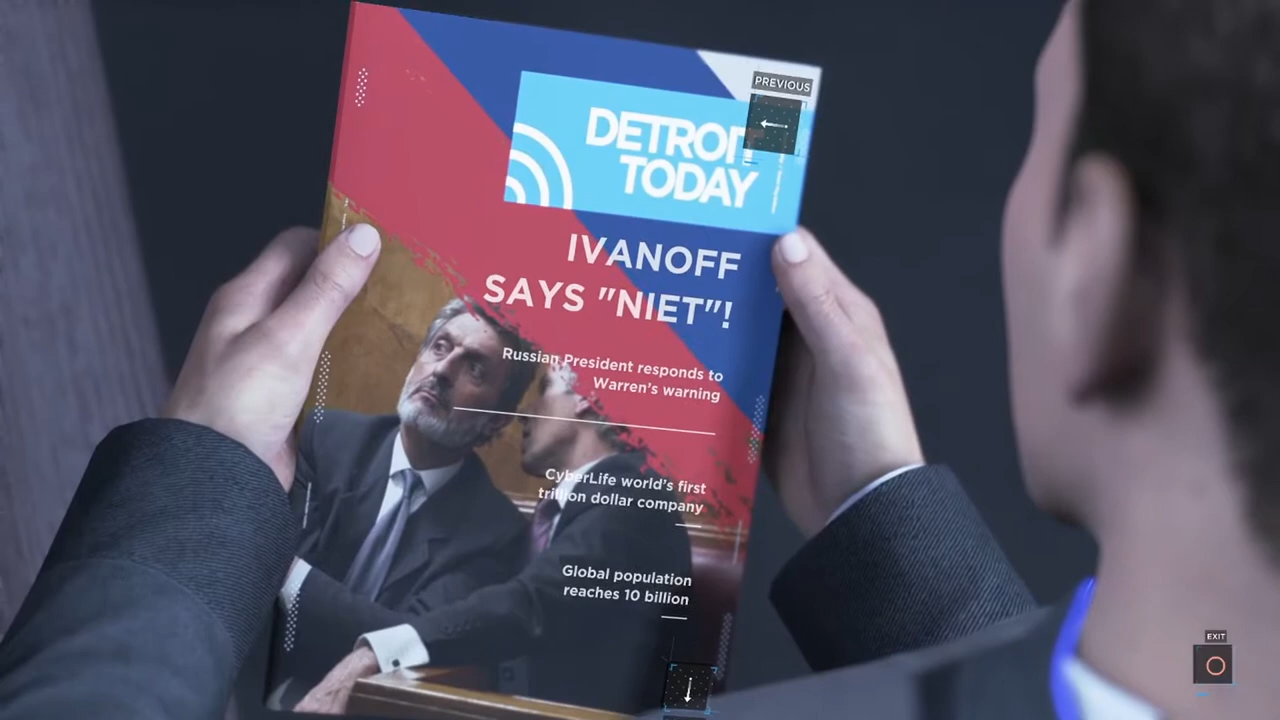 PREVIOUS
DETROIT
TODAY
IVANOFF
SAYS "NIET"!
Russian President responds to
Warren's warning
CyberLife world's first
trillion dollar company
Global population
reaches 10 billion
EXIT